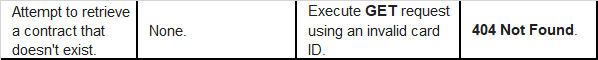 Attempt to retrieve
a contract that
doesn't exist.
None.
Execute GET request
using an invalid card
ID.
404 Not Found.